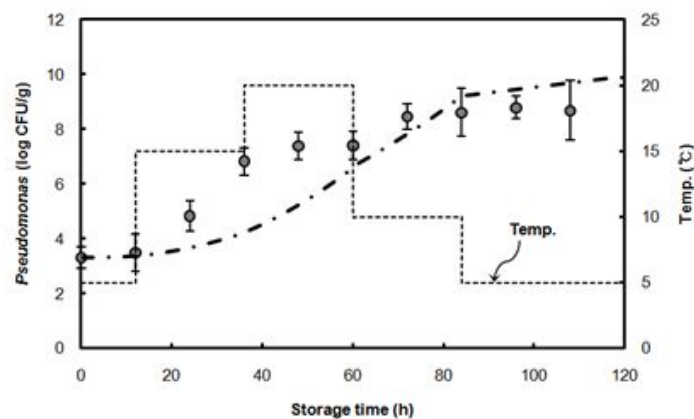 12
10
8
6
4
2
0
Pseudomonas (log CFU/g)
25
20
15
10
5
0
Temp. (℃)
Temp.
0 20 40 60 80 100 120
Storage time (h)